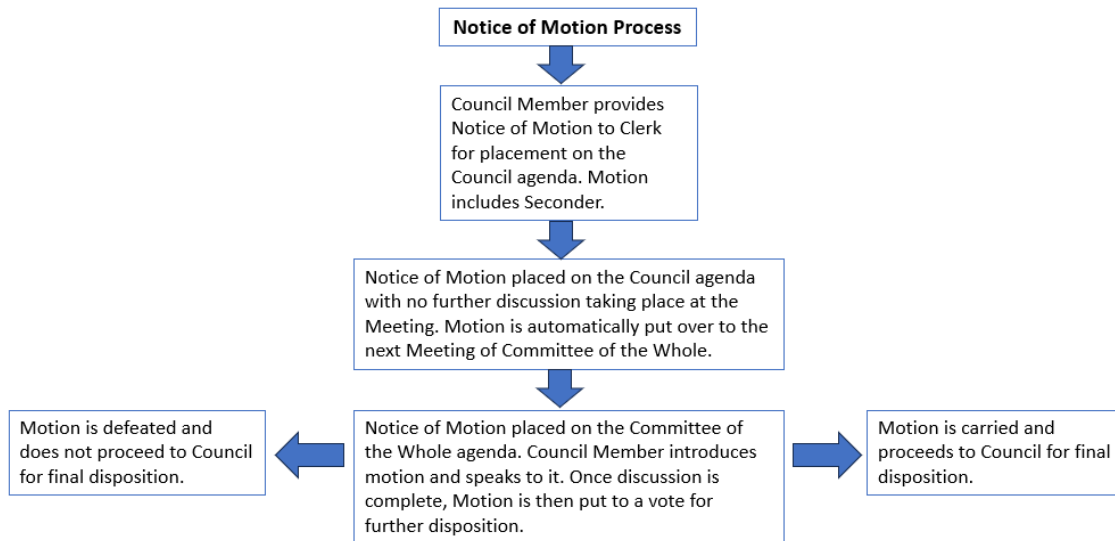 Notice of Motion Process
Council Member provides
Notice of Motion to Clerk
for placement on the
Council agenda. Motion
includes Seconder.
Notice of Motion placed on the Council agenda
with no further discussion taking place at the
Meeting. Motion is automatically put over to the
next Meeting of Committee of the Whole.
Motion is defeated and
does not proceed to Council
for final disposition.
Notice of Motion placed on the Committee of
the Whole agenda. Council Member introduces
motion and speaks to it. Once discussion is
complete, Motion is then put to a vote for
further disposition.
Motion is carried and
proceeds to Council for final
disposition.